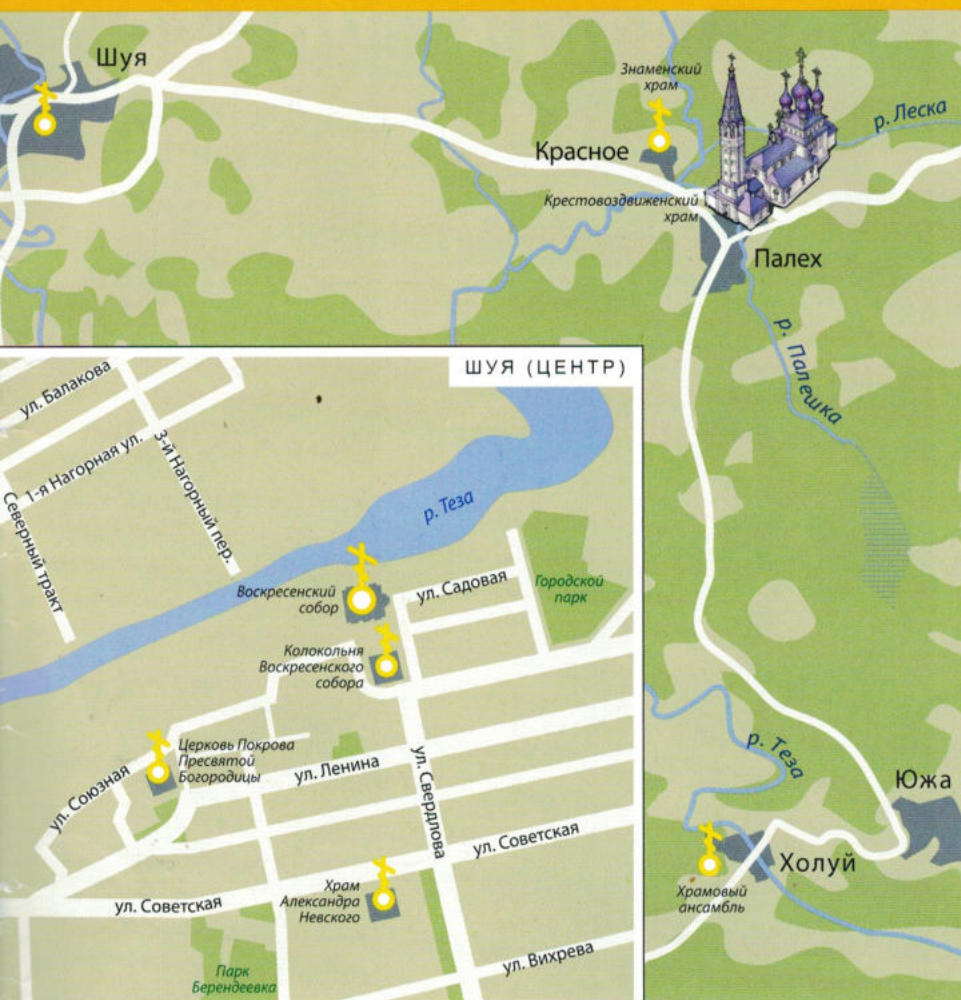 Шуя
Знаменский
храм
р. Леска
Красное
Крестовоздвиженский
храм
Палех
р. Палешка
ШУЯ (ЦЕНТР)
ул. Балакова
1-я Нагорная ул.
3-й Нагорный пер.
Северный тракт
р. Теза
Воскресенский
собор
ул. Садовая
Городской
парк
Колокольня
Воскресенского
собора
Церковь Покрова
Пресвятой
Богородицы
ул. Союзная
ул. Ленина
ул. Свердлова
ул. Советская
Храм
Александра
Невского
ул. Советская
Парк
Берендеевка
ул. Вихрева
р. Теза
Южа
Холуй
Храмовый
ансамбль